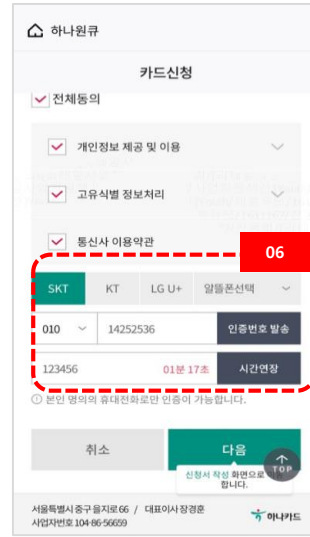 하나원큐
카드신청
전체동의
개인정보 제공 및 이용
고유식별 정보처리
통신사 이용약관
06
SKT KT LG U+ 알뜰폰선택
010 14252536 인증번호 발송
123456 01분 17초 시간연장
본인 명의의 휴대전화로만 인증이 가능합니다.
취소 다음
TOP
신청서 작성 화면으로
합니다.
서울특별시 중구 을지로 66 / 대표이사 장경훈
사업자번호 104-86-56659
하나카드